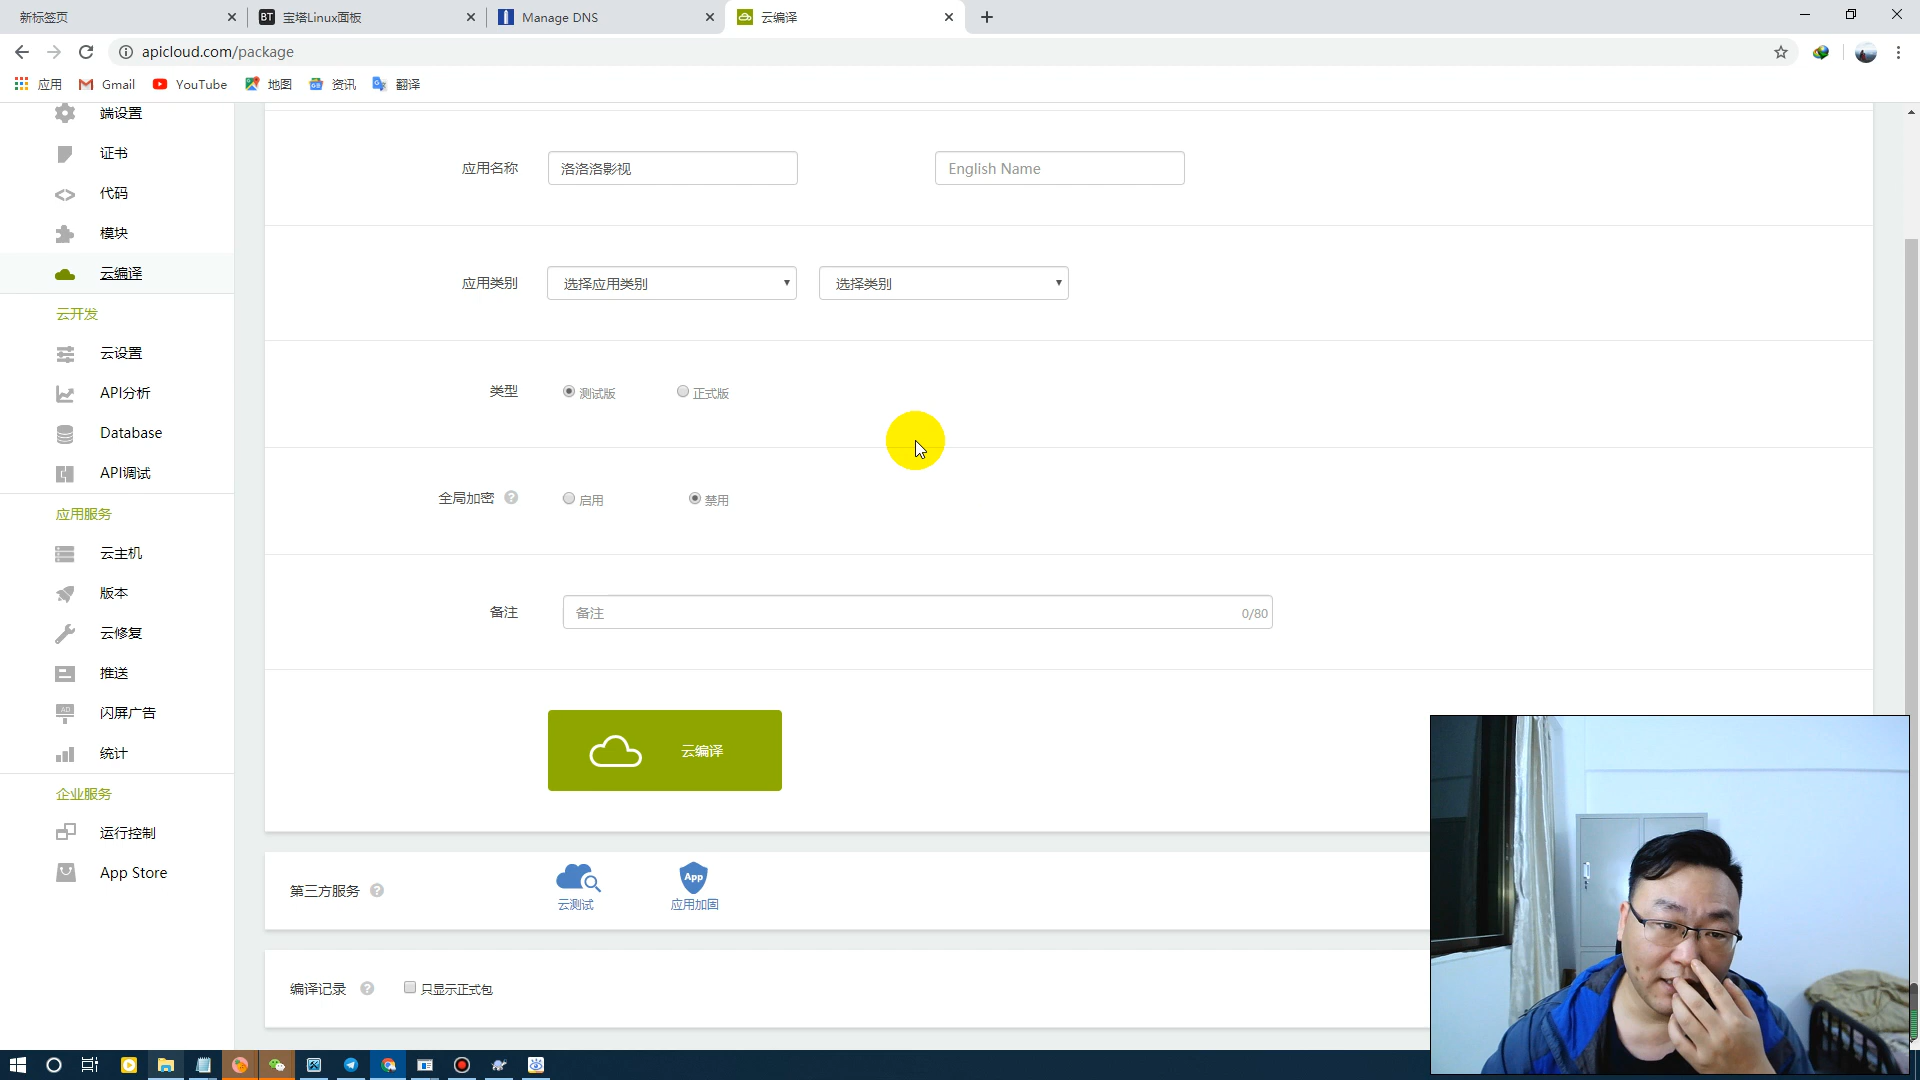 新标签页
BT 宝塔Linux面板
Manage DNS
云编译
apicloud.com/package
应用
Gmail
YouTube
地图
资讯
翻译
端设置
证书
代码
模块
云编译
云开发
云设置
API分析
Database
API调试
应用服务
云主机
版本
云修复
推送
AD 闪屏广告
统计
企业服务
运行控制
App Store
应用名称 洛洛洛影视 English Name
应用类别 选择应用类别 选择类别
类型 测试版 正式版
全局加密 ? 启用 禁用
备注 备注 0/80
云编译
App
第三方服务 ? 云测试 应用加固
编译记录 ? 只显示正式包